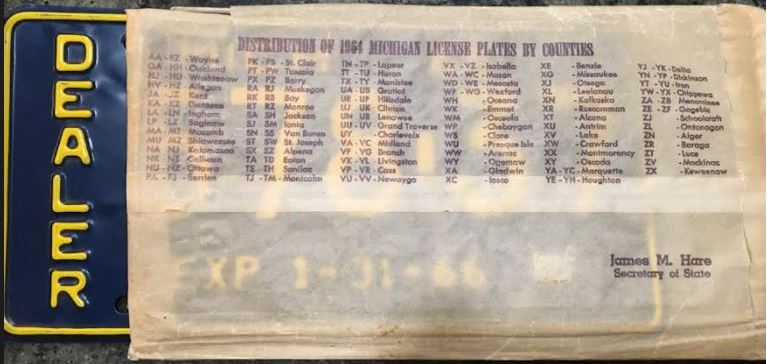 DEALER
DISTRIBUTION OF 1964 MICHIGAN LICENSE PLATES BY COUNTIES
AA - FZ - Wayne
GA - HH - Oakland
HJ - HU - Washtenaw
HV - HZ Allegan
JA - JZ Kent
KA - KZ Genesee
LA - LN - Ingham
LP - LZ Saginaw
MA - MT Macomb
MU MZ Shiawassee
NA NJ Kalamazoo
NK NT Calhoun
NU - NZ - Ottawa
PA - PJ - Berrien
PK - PS - St. Clair
PT - PW Tuscola
PX PZ Barry
RA RJ Muskegon
RK RS Bay
RT RZ Monroe
SA SH Jackson
SJ SM Ionia
SN SS Van Buren
ST SW St. Joseph
SX SZ Alpena
TA TD Eaton
TE - TH Sanilac
TJ - TM - Montcalm
TN - TP - Lapeer
TT - TU - Huron
TX - TY - Manistee
UA - UB Gratiot
UE - UF Hillsdale
UJ - UK Clinton
UN UR Lenawee
UU - UV Grand Traverse
UY - Charlevoix
VA - VC Midland
VF - VG Branch
VK - VL Livingston
VP - VR - Cass
VU - VV - Newaygo
VX - VZ - Isabella
WA - WC - Mason
WD - WE - Mecosta
WF - WG - Wexford
WH - Oceana
WK - Emmet
WM - Osceola
WP - Cheboygan
WS - Clare
WU - Presque Isle
WW - Arenac
WY - Ogemaw
XA - Gladwin
XC - Iosco
XE - Benzie
XG - Missaukee
XJ - Otsego
XL - Leelanau
XN - Kalkaska
XR - Roscommon
XT - Alcona
XU - Antrim
XV - Lake
XW - Crawford
XX - Montmorency
XY - Oscoda
YA - YC - Marquette
YE - YH - Houghton
YJ - YK - Delta
YN - YP - Dickinson
YT - YU - Iron
YW - YX - Chippewa
ZA - ZB Menominee
ZE - ZF Gogebic
ZJ - Schoolcraft
ZL - Ontonagon
ZN - Alger
ZR - Baraga
ZT - Luce
ZV - Mackinac
ZX - Keweenaw
EXP 1-31-66
James M. Hare
Secretary of State